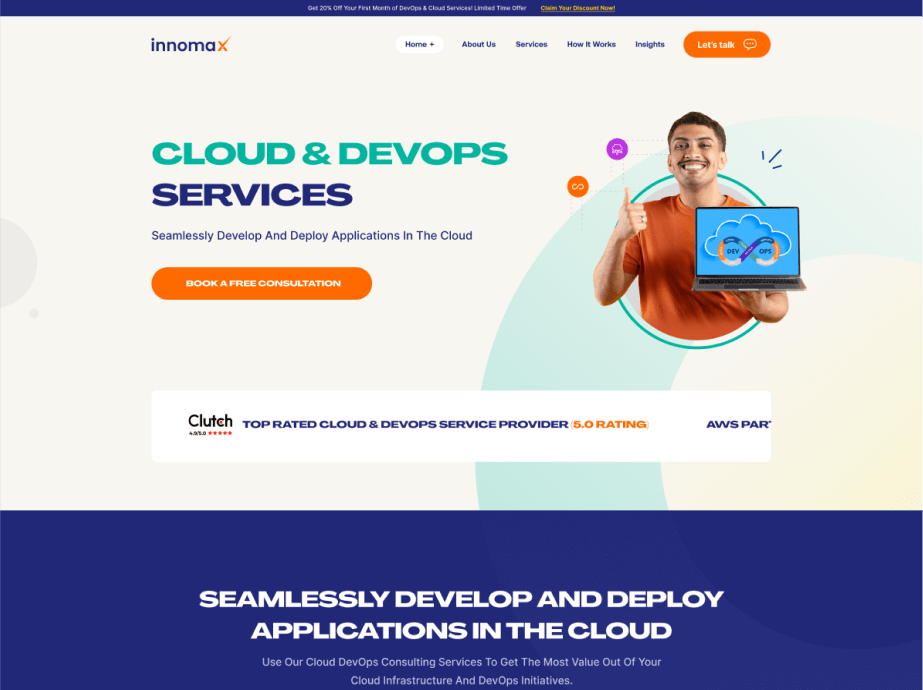 Get 20% Off Your First Month of DevOps & Cloud Services! Limited Time Offer Claim Your Discount Now!
innomax
Home + About Us Services How It Works Insights Let's talk
CLOUD & DEVOPS
SERVICES
Seamlessly Develop And Deploy Applications In The Cloud
BOOK A FREE CONSULTATION
DEV OPS
Clutch
4.9/5.0
TOP RATED CLOUD & DEVOPS SERVICE PROVIDER (5.0 RATING)
AWS PART
SEAMLESSLY DEVELOP AND DEPLOY
APPLICATIONS IN THE CLOUD
Use Our Cloud DevOps Consulting Services To Get The Most Value Out Of Your
Cloud Infrastructure And DevOps Initiatives.